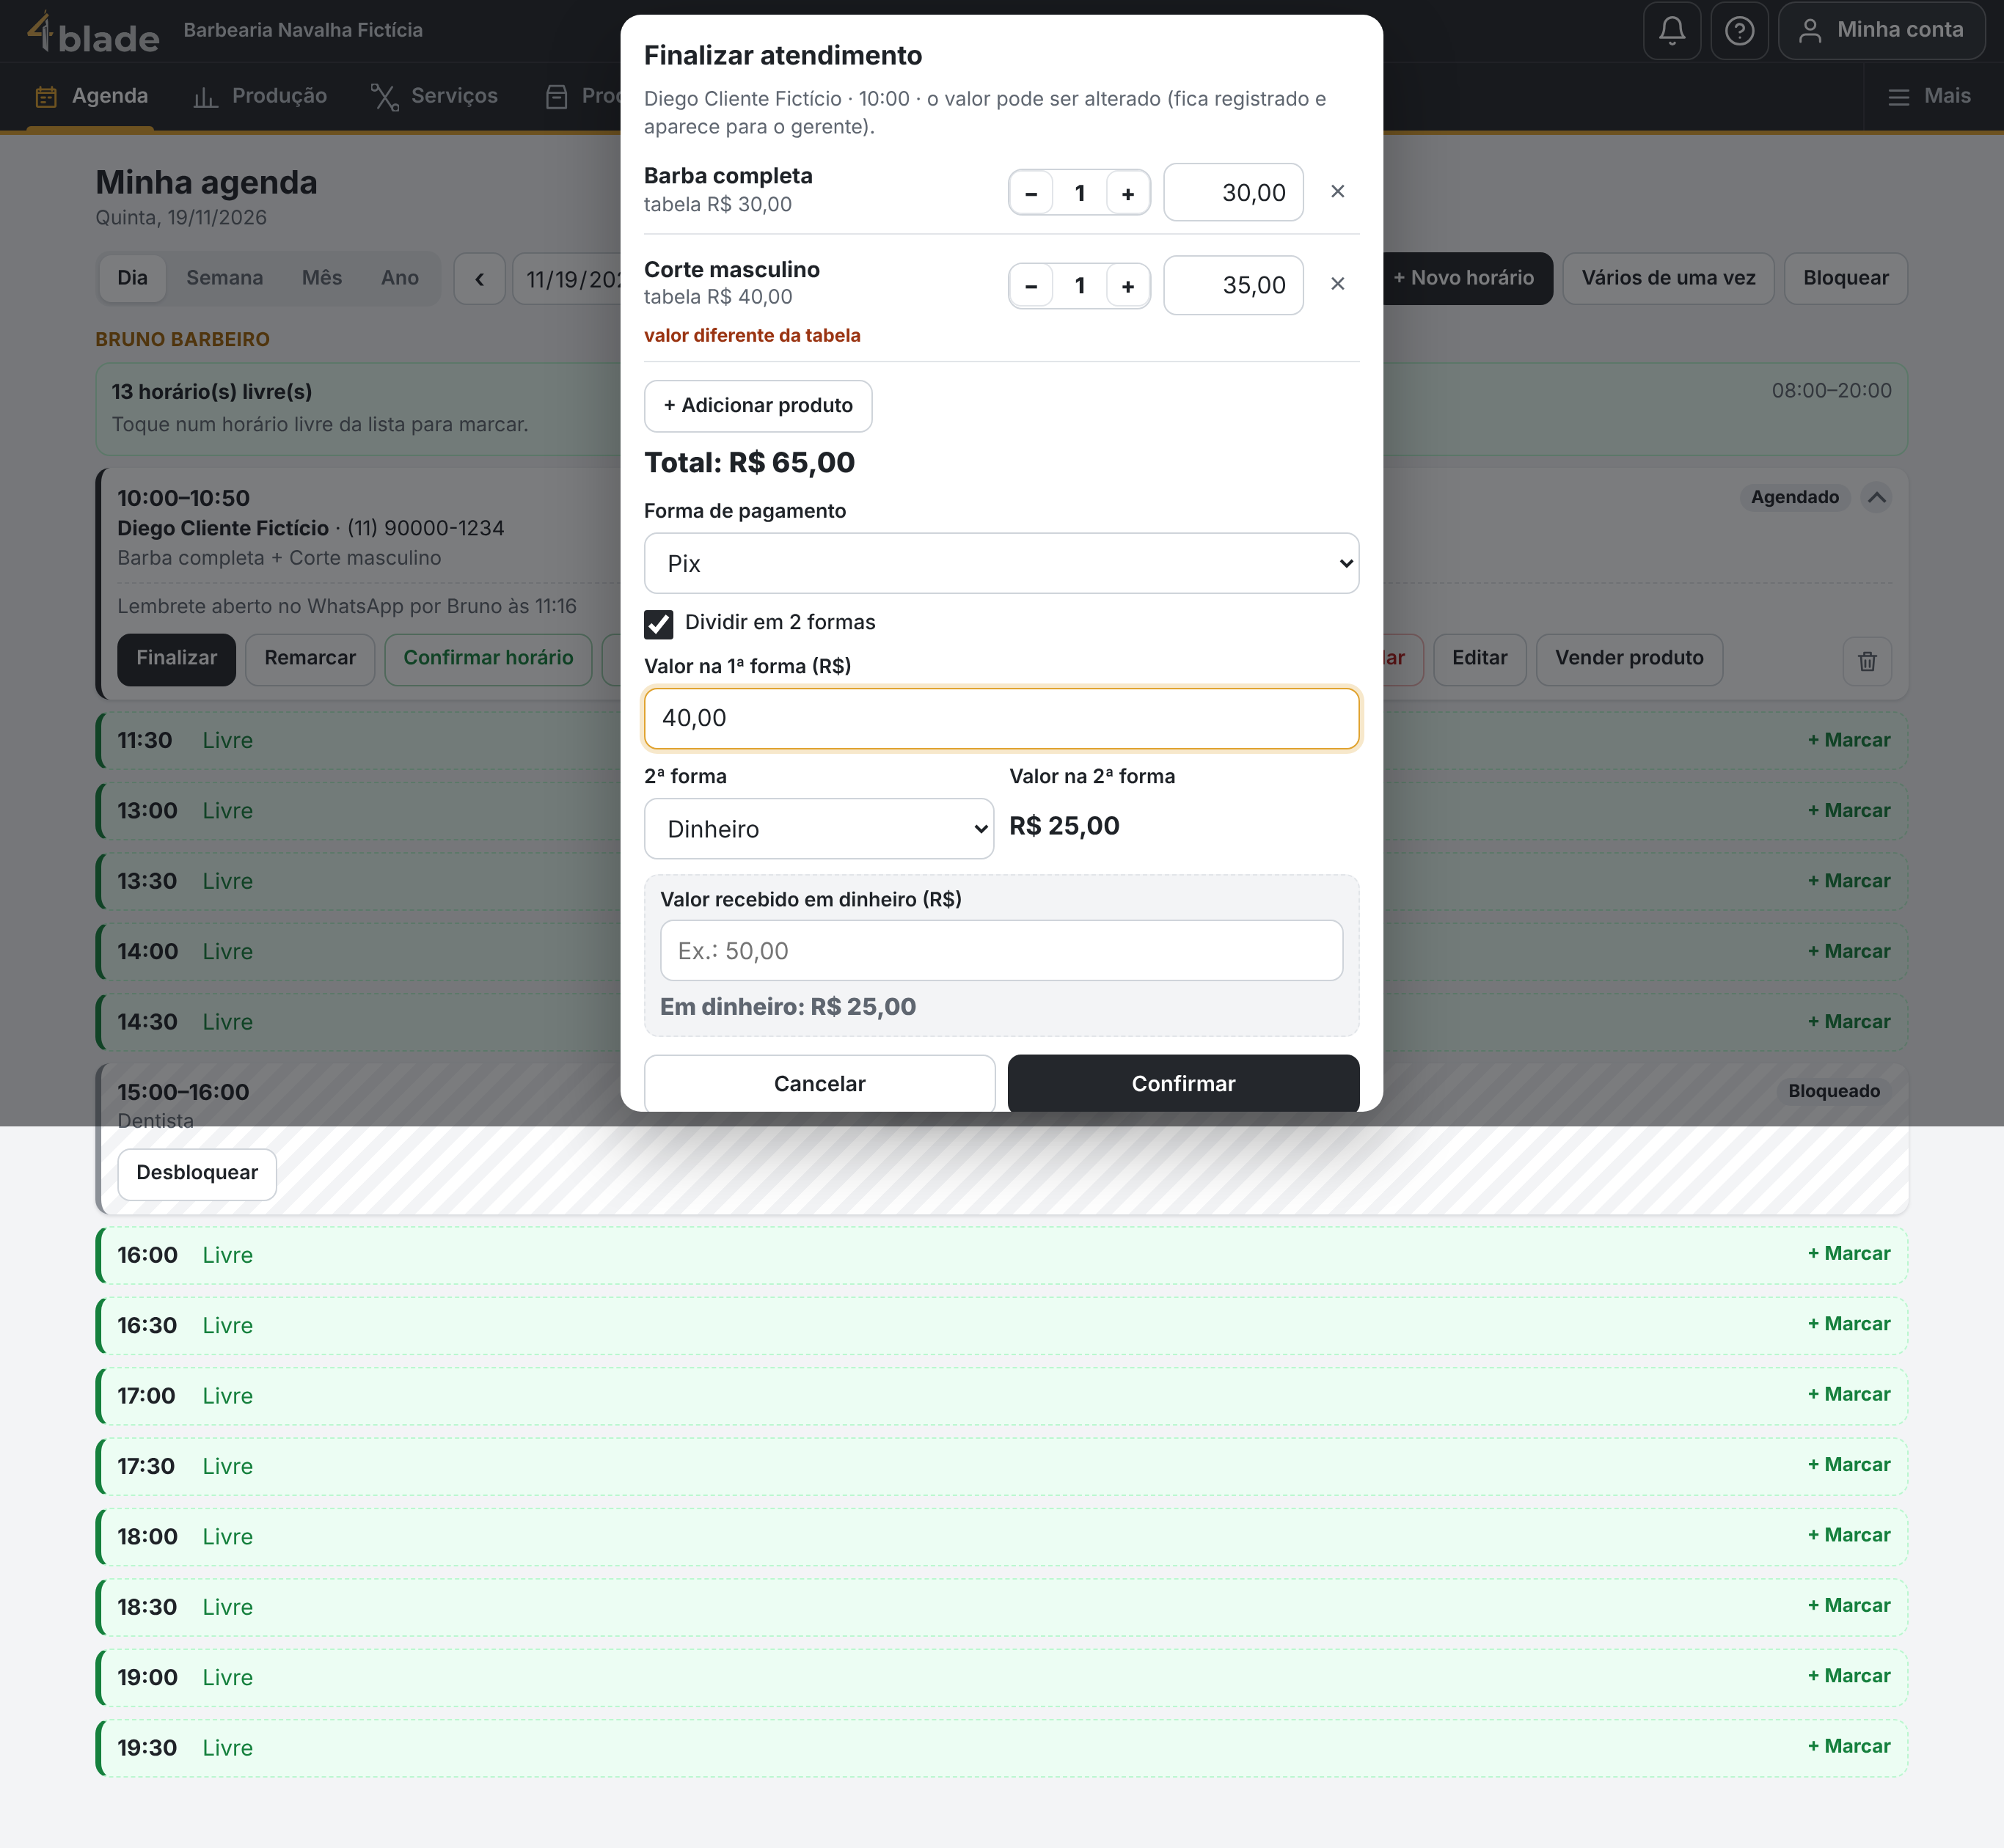 4blade
Barbearia Navalha Fictícia
Minha conta
Agenda
Produção
Serviços
Mais
Minha agenda
Quinta, 19/11/2026
Dia
Semana
Mês
Ano
+ Novo horário
Vários de uma vez
Bloquear
BRUNO BARBEIRO
13 horário(s) livre(s)
08:00–20:00
Toque num horário livre da lista para marcar.
10:00–10:50
Agendado
Diego Cliente Fictício · (11) 90000-1234
Barba completa + Corte masculino
Lembrete aberto no WhatsApp por Bruno às 11:16
Finalizar
Remarcar
Confirmar horário
Editar
Vender produto
Finalizar atendimento
Diego Cliente Fictício · 10:00 · o valor pode ser alterado (fica registrado e
aparece para o gerente).
Barba completa
tabela R$ 30,00
− 1 +
30,00
×
Corte masculino
tabela R$ 40,00
− 1 +
35,00
×
valor diferente da tabela
+ Adicionar produto
Total: R$ 65,00
Forma de pagamento
Pix
Dividir em 2 formas
Valor na 1ª forma (R$)
40,00
2ª forma
Valor na 2ª forma
Dinheiro
R$ 25,00
Valor recebido em dinheiro (R$)
Ex.: 50,00
Em dinheiro: R$ 25,00
Cancelar
Confirmar
11:30 Livre + Marcar
13:00 Livre + Marcar
13:30 Livre + Marcar
14:00 Livre + Marcar
14:30 Livre + Marcar
15:00–16:00
Bloqueado
Dentista
Desbloquear
16:00 Livre + Marcar
16:30 Livre + Marcar
17:00 Livre + Marcar
17:30 Livre + Marcar
18:00 Livre + Marcar
18:30 Livre + Marcar
19:00 Livre + Marcar
19:30 Livre + Marcar